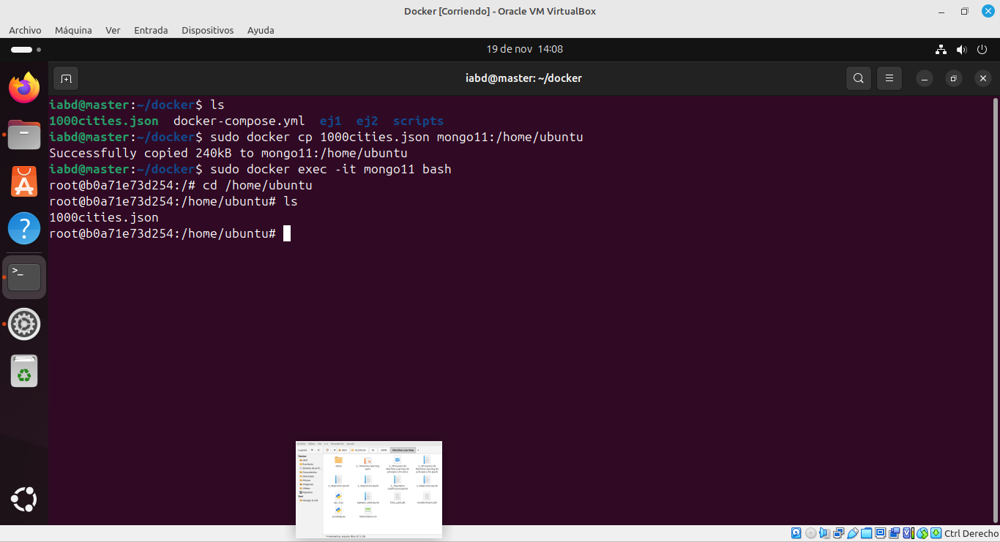 Docker [Corriendo] - Oracle VM VirtualBox
Archivo Máquina Ver Entrada Dispositivos Ayuda
19 de nov 14:08
iabd@master: ~/docker
iabd@master:~/docker$ ls
1000cities.json docker-compose.yml ej1 ej2 scripts
iabd@master:~/docker$ sudo docker cp 1000cities.json mongo11:/home/ubuntu
Successfully copied 240kB to mongo11:/home/ubuntu
iabd@master:~/docker$ sudo docker exec -it mongo11 bash
root@b0a71e73d254:/# cd /home/ubuntu
root@b0a71e73d254:/home/ubuntu# ls
1000cities.json
root@b0a71e73d254:/home/ubuntu#
Machine Learning
Ctrl Derecho